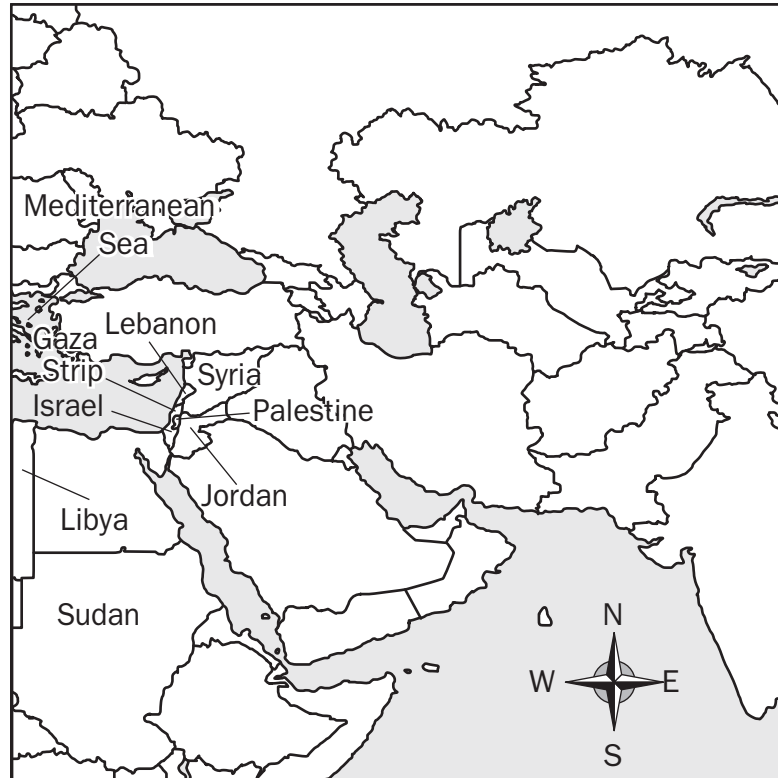 Mediterranean
Sea
Lebanon
Gaza
Strip
Syria
Israel
Palestine
Jordan
Libya
Sudan
N
W E
S